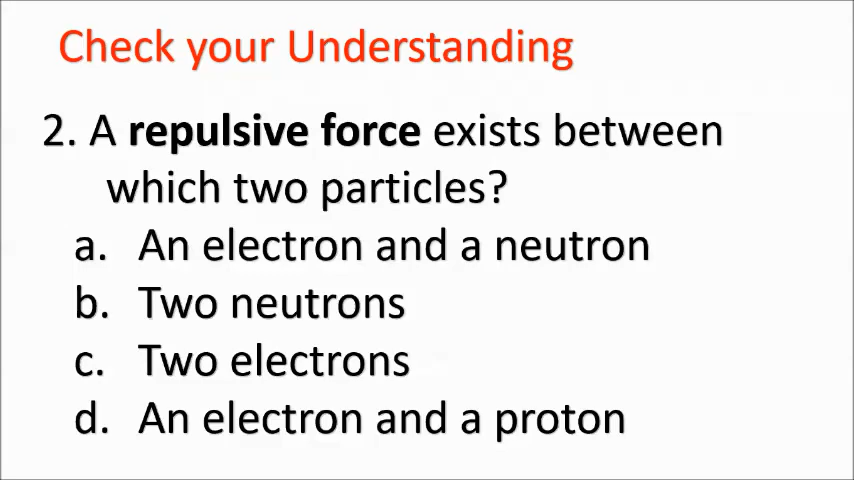 Check your Understanding
2. A repulsive force exists between
which two particles?
a. An electron and a neutron
b. Two neutrons
c. Two electrons
d. An electron and a proton